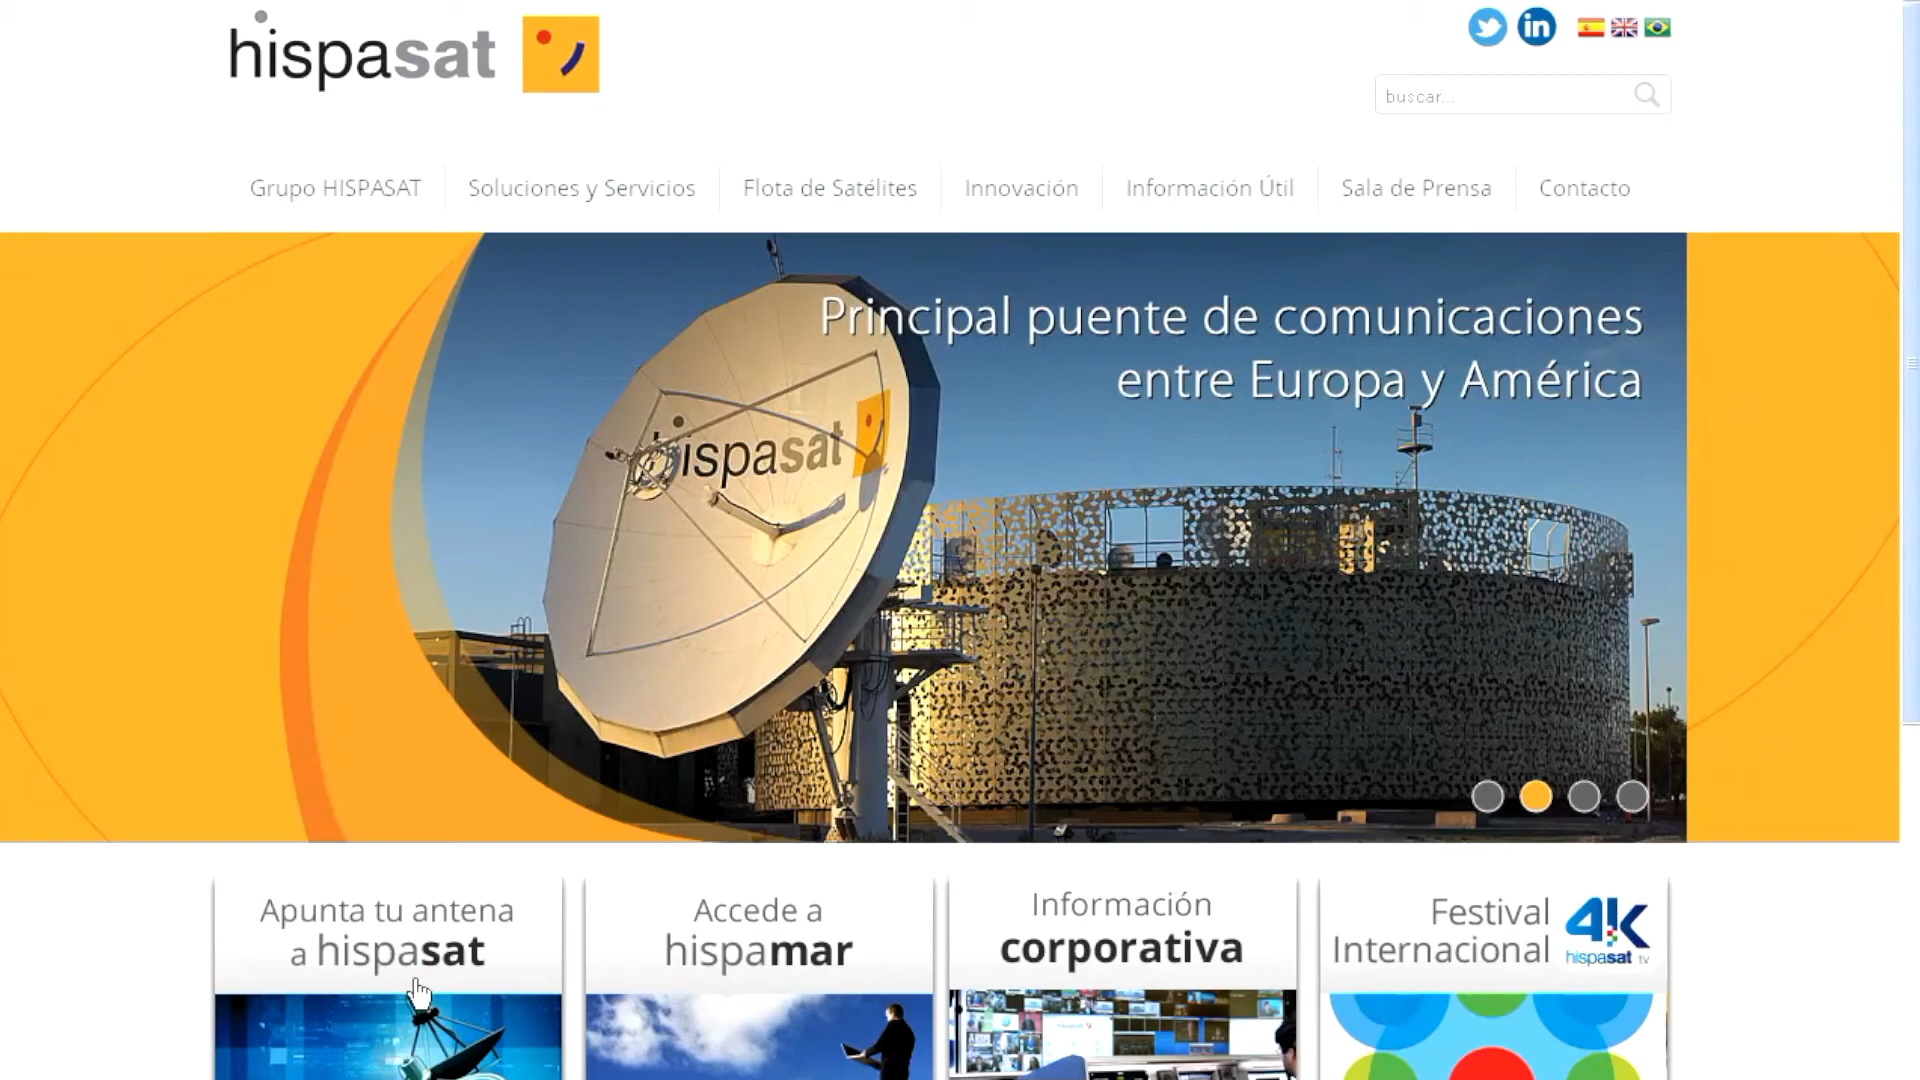 hispasat
buscar...
Grupo HISPASAT
Soluciones y Servicios
Flota de Satélites
Innovación
Información Útil
Sala de Prensa
Contacto
Principal puente de comunicaciones
entre Europa y América
hispasat
Apunta tu antena
a hispasat
Accede a
hispamar
Información
corporativa
Festival
Internacional
4K
hispasat tv